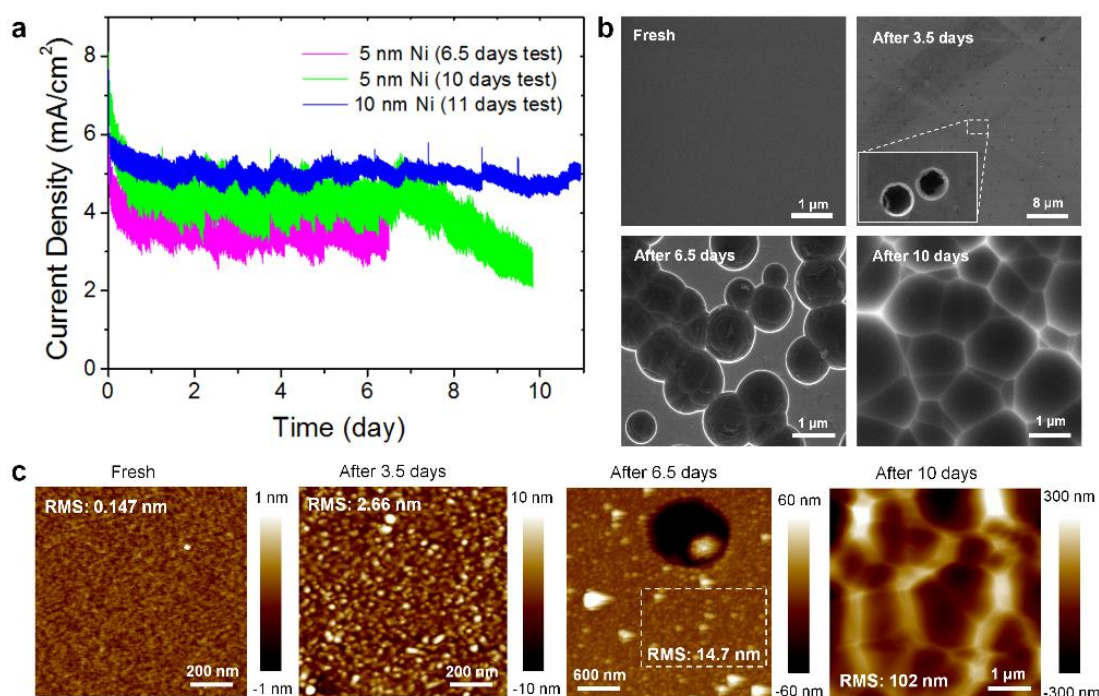 a
Current Density (mA/cm²)
8
6
4
2
0
5 nm Ni (6.5 days test)
5 nm Ni (10 days test)
10 nm Ni (11 days test)
0 2 4 6 8 10
Time (day)
b
Fresh
1 µm
After 3.5 days
8 µm
After 6.5 days
1 µm
After 10 days
1 µm
c
Fresh
RMS: 0.147 nm
200 nm
1 nm
-1 nm
After 3.5 days
RMS: 2.66 nm
200 nm
10 nm
-10 nm
After 6.5 days
RMS: 14.7 nm
600 nm
60 nm
-60 nm
After 10 days
RMS: 102 nm
1 µm
300 nm
-300 nm